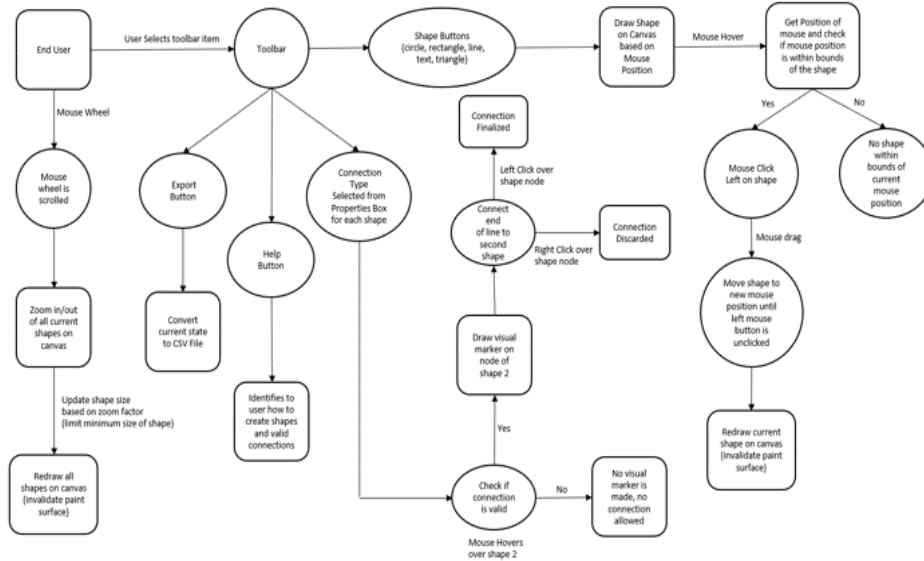 End User
User Selects toolbar item
Toolbar
Shape Buttons
(circle, rectangle, line,
text, triangle)
Draw Shape
on Canvas
based on
Mouse
Position
Mouse Hover
Get Position of
mouse and check
if mouse position
is within bounds
of the shape
Mouse Wheel
Yes
No
Mouse
wheel is
scrolled
Export
Button
Help
Button
Connection
Type
Selected from
Properties Box
for each shape
Connection
Finalized
Left Click over
shape node
Connect
end
of line to
second
shape
Right Click over
shape node
Connection
Discarded
Mouse Click
Left on shape
No shape
within
bounds of
current
mouse
position
Mouse drag
Move shape to
new mouse
position until
left mouse
button is
unclicked
Zoom in/out
of all current
shapes on
canvas
Convert
current state
to CSV File
Draw visual
marker on
node of
shape 2
Identifies to
user how to
create shapes
and valid
connections
Update shape size
based on zoom factor
(limit minimum size of shape)
Yes
Redraw current
shape on canvas
(invalidate paint
surface)
Redraw all
shapes on canvas
(invalidate paint
surface)
Check if
connection
is valid
No
No visual
marker is
made, no
connection
allowed
Mouse Hovers
over shape 2